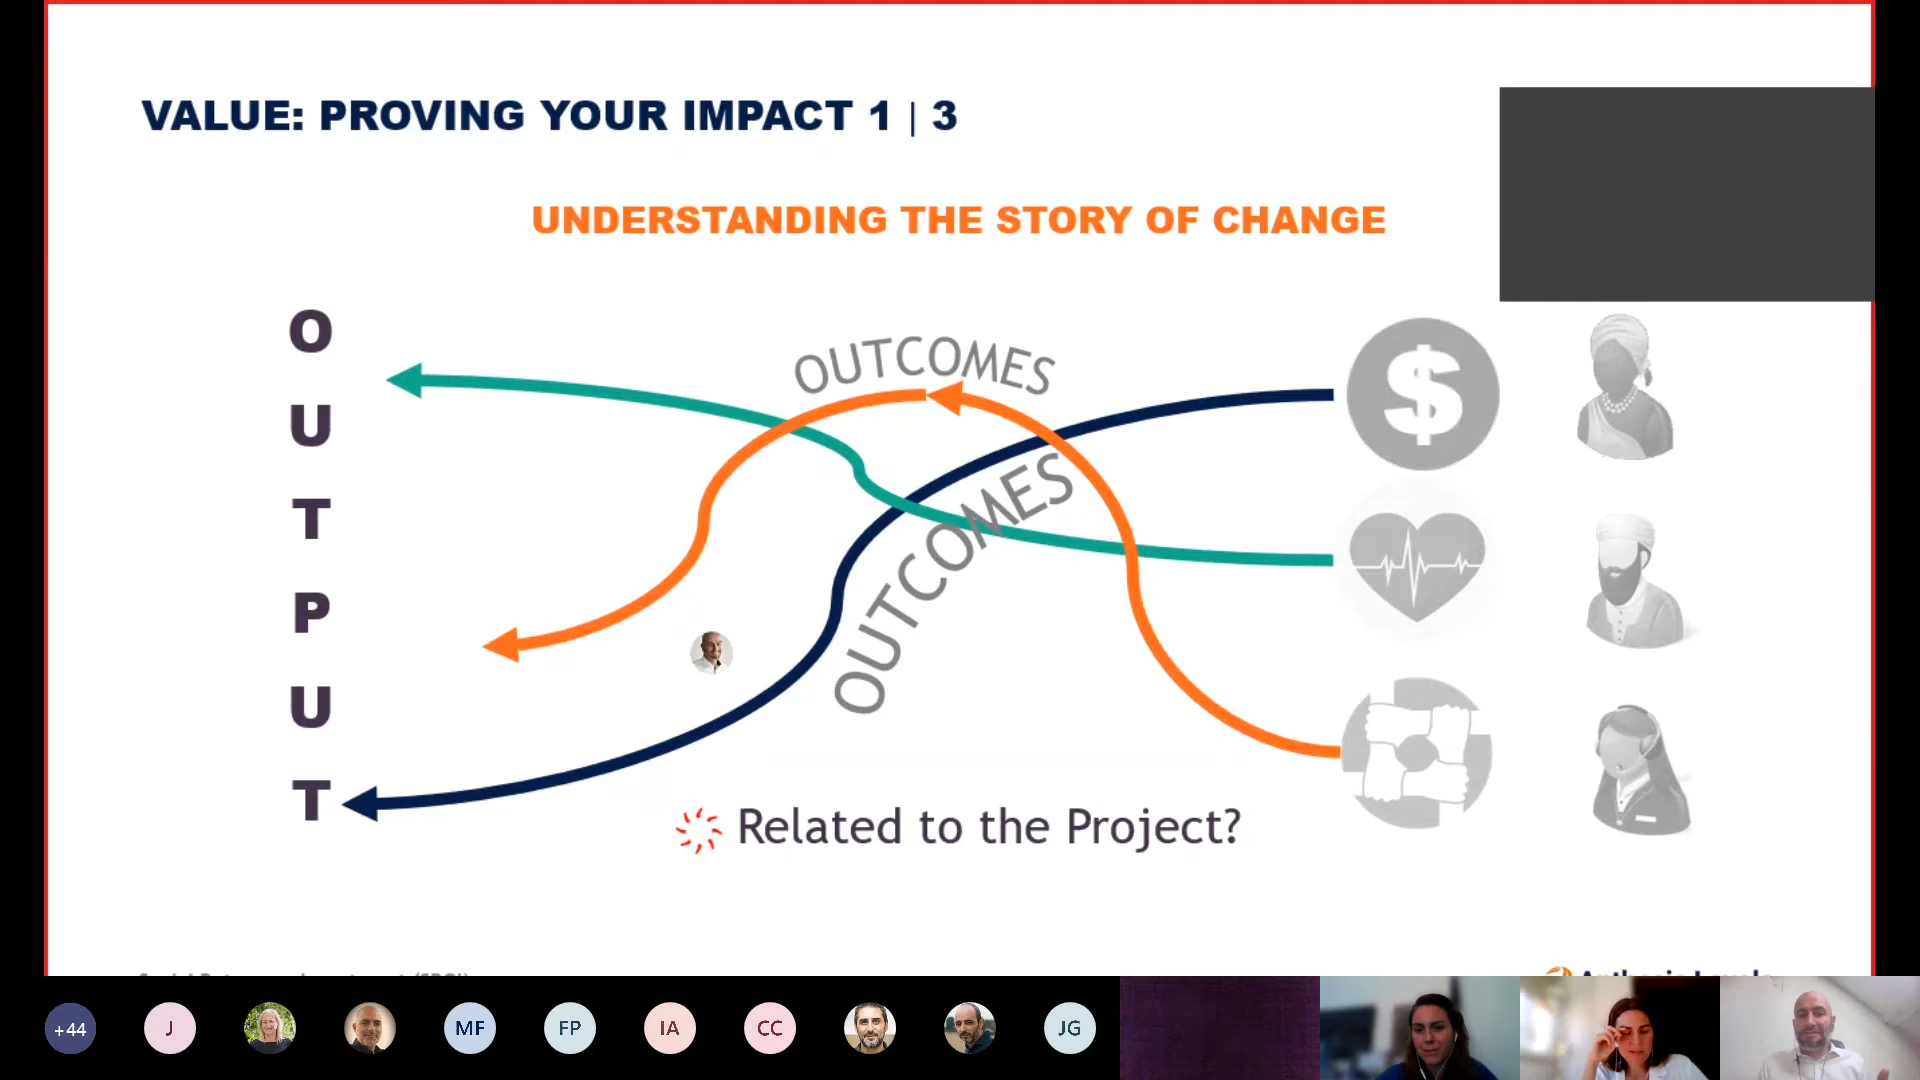 VALUE: PROVING YOUR IMPACT 1 | 3
UNDERSTANDING THE STORY OF CHANGE
OUTPUT
OUTCOMES
OUTCOMES
$
Related to the Project?
+44
J
MF
FP
IA
CC
JG